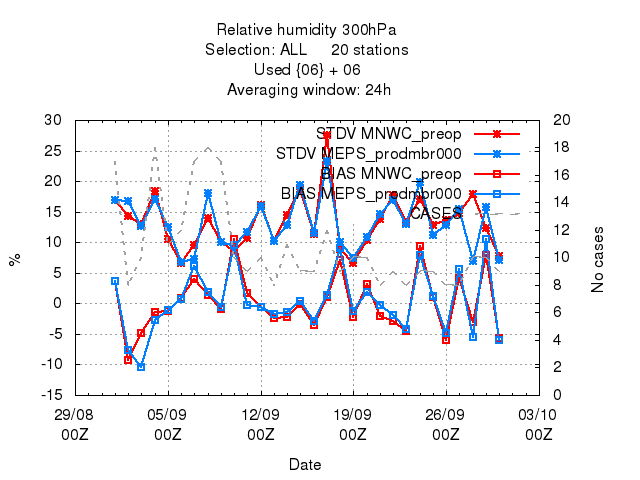 Relative humidity 300hPa
Selection: ALL 20 stations
Used {06} + 06
Averaging window: 24h
STDV MNWC_preop
STDV MEPS_prodmbr000
BIAS MNWC_preop
BIAS MEPS_prodmbr000
CASES
30
25
20
15
10
5
0
-5
-10
-15
%
20
18
16
14
12
10
8
6
4
2
0
No cases
29/08 05/09 12/09 19/09 26/09 03/10
00Z 00Z 00Z 00Z 00Z 00Z
Date